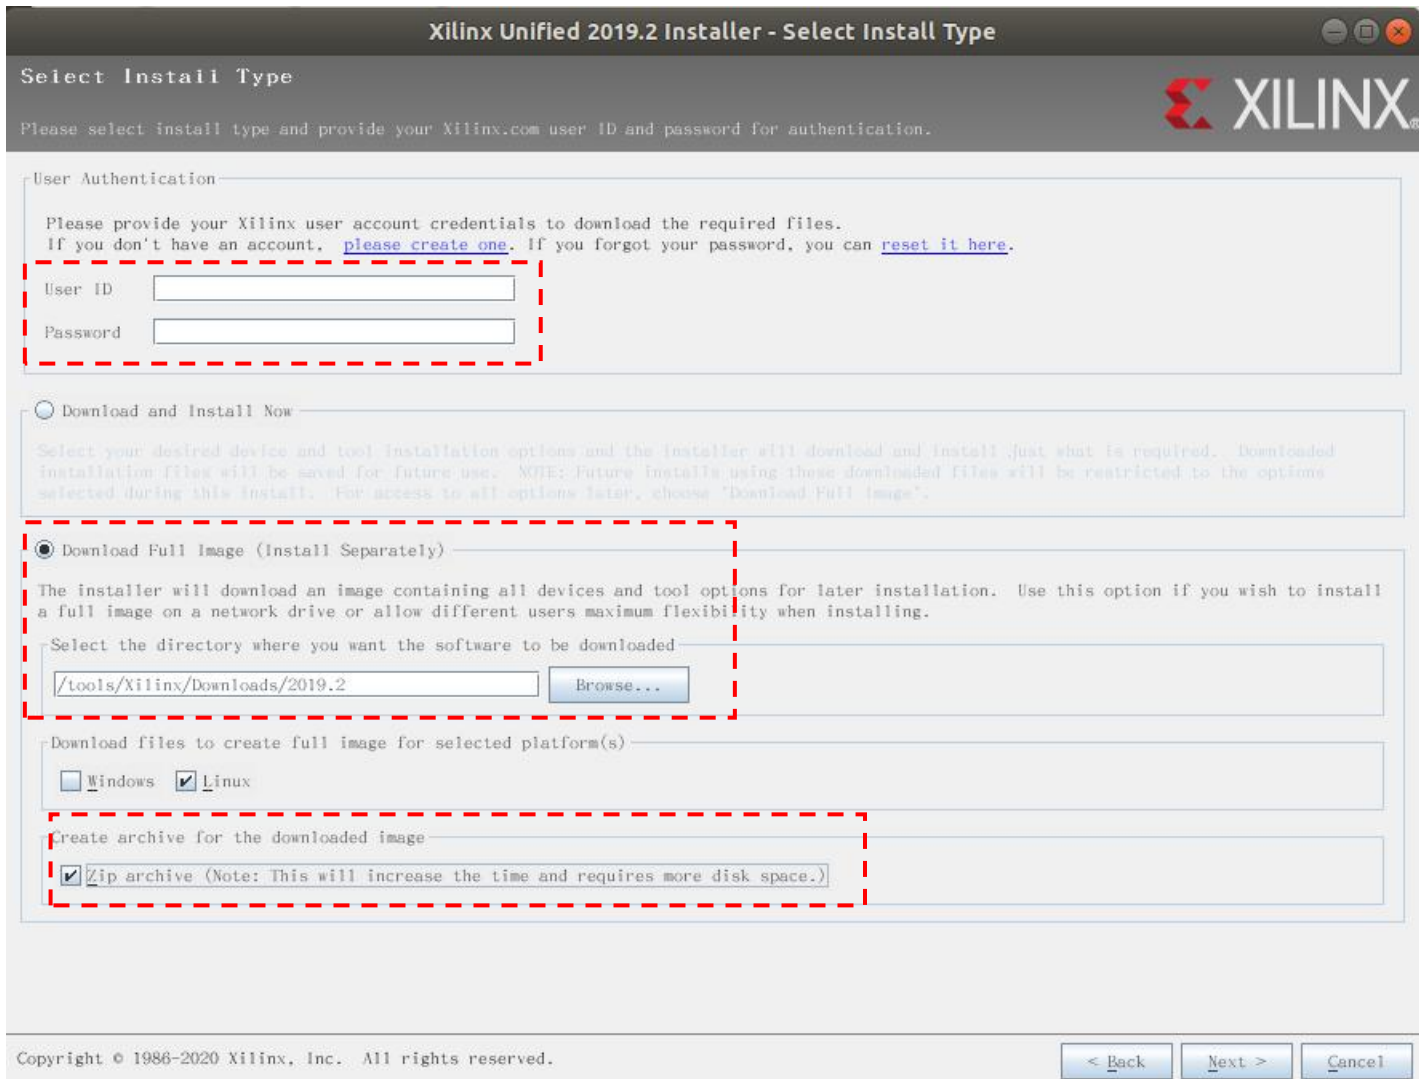 Xilinx Unified 2019.2 Installer - Select Install Type
Select Install Type
XILINX®
Please select install type and provide your Xilinx.com user ID and password for authentication.
User Authentication
Please provide your Xilinx user account credentials to download the required files.
If you don't have an account, please create one. If you forgot your password, you can reset it here.
User ID
Password
Download and Install Now
Select your desired device and tool installation options and the installer will download and install just what is required. Downloaded
installation files will be saved for future use. NOTE: Future installs using these downloaded files will be restricted to the options
selected during this install. For access to all options later, choose "Download Full Image".
Download Full Image (Install Separately)
The installer will download an image containing all devices and tool options for later installation. Use this option if you wish to install
a full image on a network drive or allow different users maximum flexibility when installing.
Select the directory where you want the software to be downloaded
/tools/Xilinx/Downloads/2019.2 Browse...
Download files to create full image for selected platform(s)
Windows Linux
Create archive for the downloaded image
Zip archive (Note: This will increase the time and requires more disk space.)
Copyright © 1986-2020 Xilinx, Inc. All rights reserved.
< Back Next > Cancel